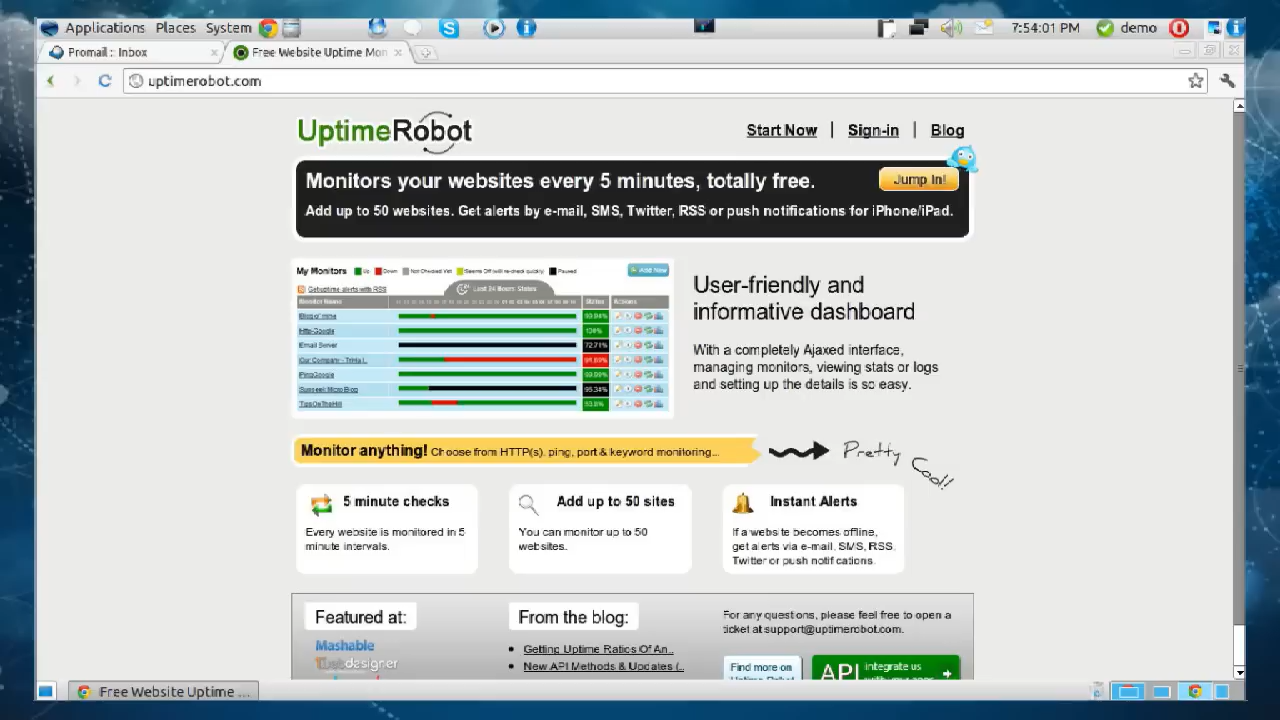 Applications Places System 7:54:01 PM demo
Promail :: Inbox Free Website Uptime Mon
uptimerobot.com
UptimeRobot Start Now | Sign-in | Blog
Monitors your websites every 5 minutes, totally free. Jump In!
Add up to 50 websites. Get alerts by e-mail, SMS, Twitter, RSS or push notifications for iPhone/iPad.
My Monitors Up Down Not Checked Yet Seems Off (will re-check quickly) Paused Add New
Get uptime alerts with RSS Last 24 Hours Status
Monitor Name Status Actions
Blog o' mine
Http-Google 100%
Email Server 72.71%
Our Company - Trivia I..
PingGoogle
95.34%
TipsOnTheHill
User-friendly and
informative dashboard
With a completely Ajaxed interface,
managing monitors, viewing stats or logs
and setting up the details is so easy.
Monitor anything! Choose from HTTP(s), ping, port & keyword monitoring... Pretty
Cool!
5 minute checks
Every website is monitored in 5
minute intervals.
Add up to 50 sites
You can monitor up to 50
websites.
Instant Alerts
If a website becomes offline,
get alerts via e-mail, SMS, RSS,
Twitter or push notifications.
Featured at:
Mashable
From the blog:
Getting Uptime Ratios Of An..
New API Methods & Updates (..
For any questions, please feel free to open a
ticket at support@uptimerobot.com.
Find more on
Uptime Robot
API integrate us
Free Website Uptime ...